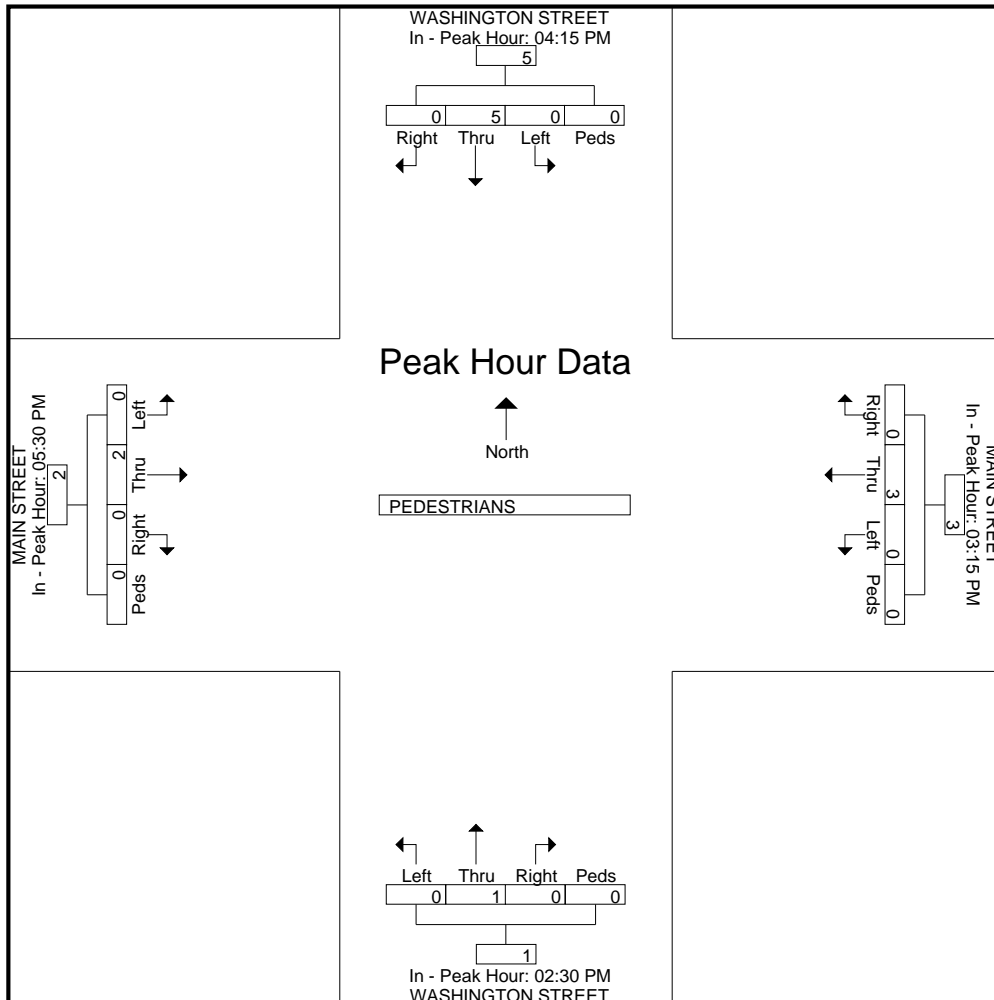 WASHINGTON STREET
In - Peak Hour: 04:15 PM
5
0 5 0 0
Right Thru Left Peds
Peak Hour Data
North
PEDESTRIANS
MAIN STREET
In - Peak Hour: 05:30 PM
2
0 2 0 0
Left Thru Right Peds
Right Thru Left Peds
0 3 0 0
3
In - Peak Hour: 03:15 PM
MAIN STREET
Left Thru Right Peds
0 1 0 0
1
In - Peak Hour: 02:30 PM
WASHINGTON STREET